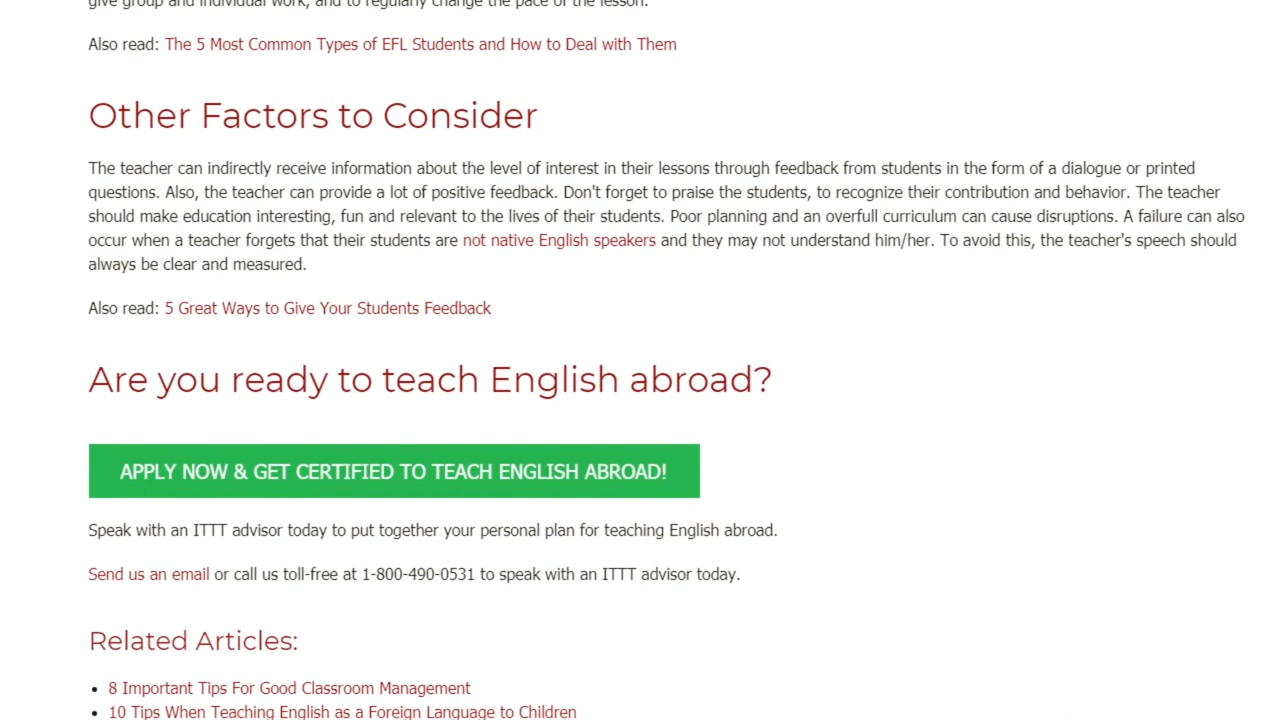 give group and individual work, and to regularly change the pace of the lesson.
Also read: The 5 Most Common Types of EFL Students and How to Deal with Them
Other Factors to Consider
The teacher can indirectly receive information about the level of interest in their lessons through feedback from students in the form of a dialogue or printed
questions. Also, the teacher can provide a lot of positive feedback. Don't forget to praise the students, to recognize their contribution and behavior. The teacher
should make education interesting, fun and relevant to the lives of their students. Poor planning and an overfull curriculum can cause disruptions. A failure can also
occur when a teacher forgets that their students are not native English speakers and they may not understand him/her. To avoid this, the teacher's speech should
always be clear and measured.
Also read: 5 Great Ways to Give Your Students Feedback
Are you ready to teach English abroad?
APPLY NOW & GET CERTIFIED TO TEACH ENGLISH ABROAD!
Speak with an ITTT advisor today to put together your personal plan for teaching English abroad.
Send us an email or call us toll-free at 1-800-490-0531 to speak with an ITTT advisor today.
Related Articles:
• 8 Important Tips For Good Classroom Management
• 10 Tips When Teaching English as a Foreign Language to Children